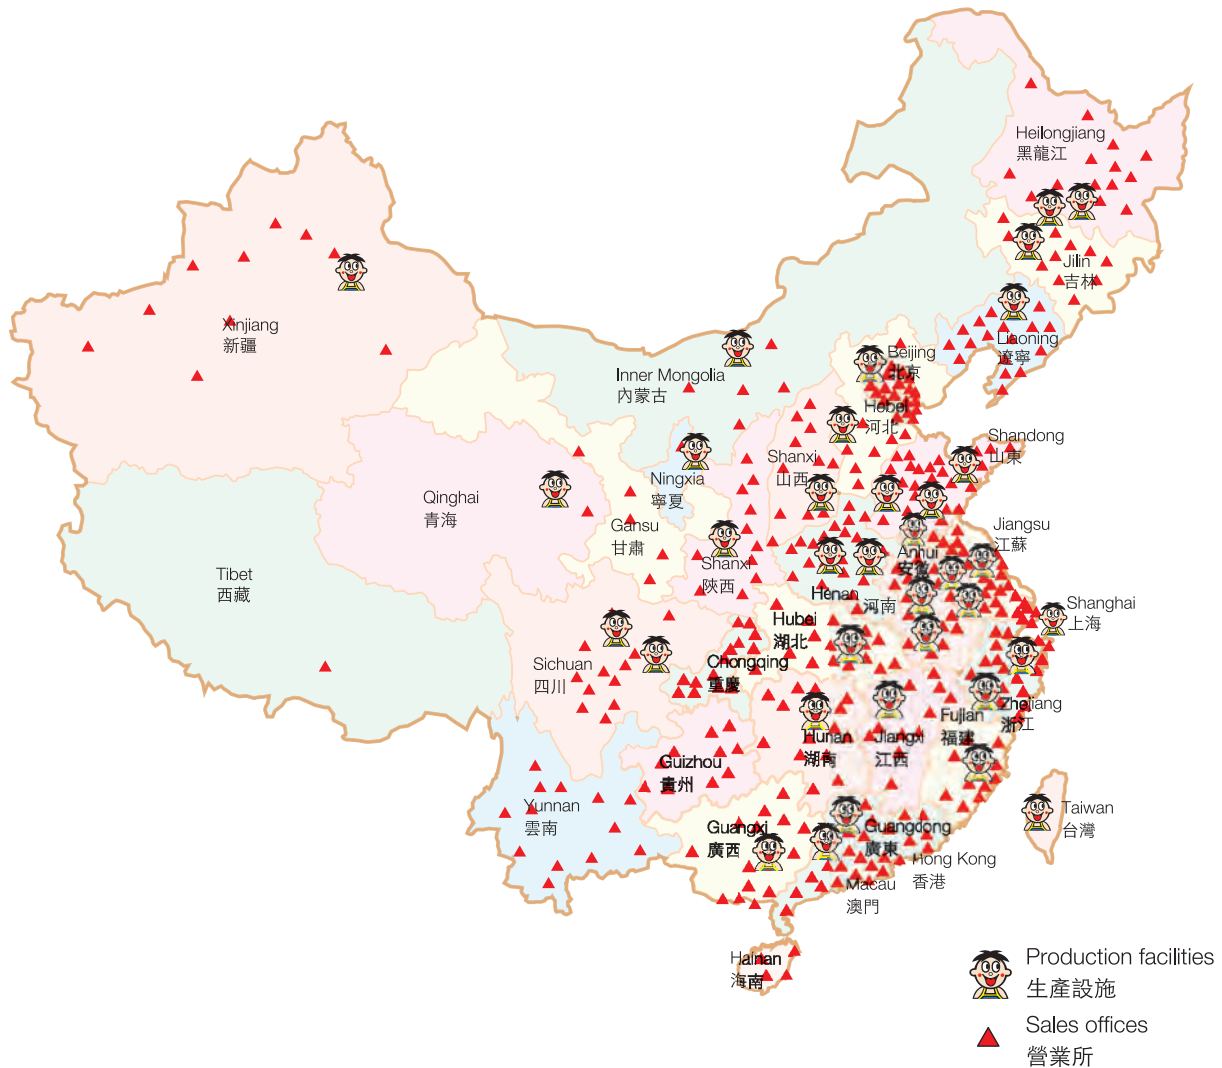 Heilongjiang
黑龍江
Jilin
吉林
Xinjiang
新疆
Liaoning
遼寧
Beijing
北京
Inner Mongolia
內蒙古
Hebei
河北
Shandong
山東
Shanxi
山西
Ningxia
寧夏
Qinghai
青海
Gansu
甘肅
Jiangsu
江蘇
Anhui
安徽
Shanxi
陝西
Tibet
西藏
Henan
河南
Shanghai
上海
Hubei
湖北
Sichuan
四川
Chongqing
重慶
Zhejiang
浙江
Fujian
福建
Hunan
湖南
Jiangxi
江西
Guizhou
貴州
Yunnan
雲南
Taiwan
台灣
Guangxi
廣西
Guangdong
廣東
Hong Kong
香港
Macau
澳門
Hainan
海南
Production facilities
生產設施
Sales offices
營業所